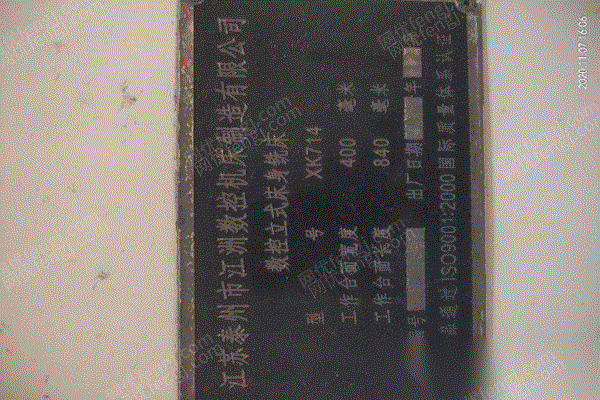 江苏泰州市江洲数控机床制造有限公司
数控立式床身铣床
型 号 XK714
工作台面宽度 400 毫米
工作台面长度 840 毫米
编号 出厂日期 年
通过ISO9001:2000国际质量体系认证
2020.11.07 16:06